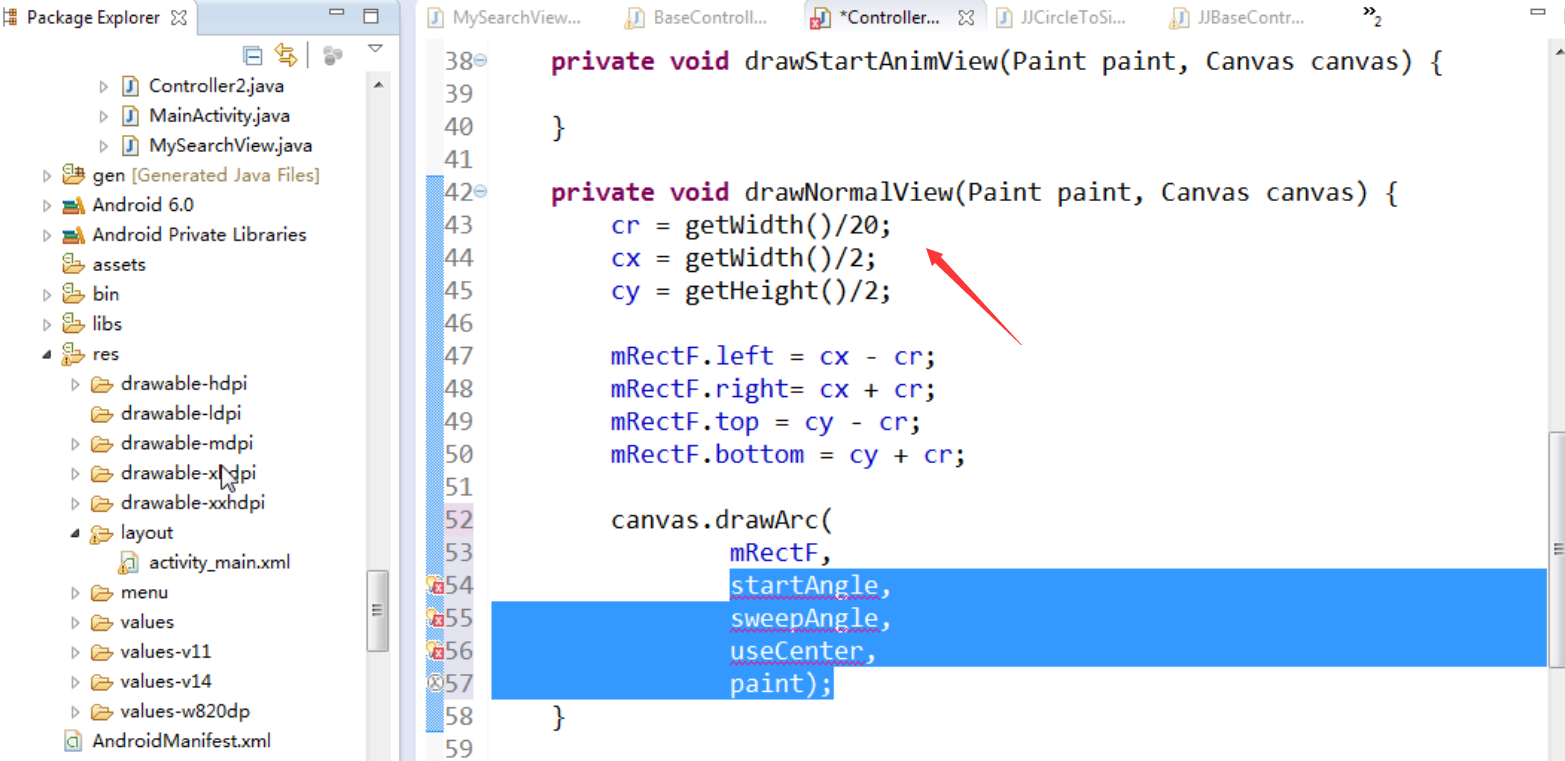 Package Explorer
Controller2.java
MainActivity.java
MySearchView.java
gen [Generated Java Files]
Android 6.0
Android Private Libraries
assets
bin
libs
res
drawable-hdpi
drawable-ldpi
drawable-mdpi
drawable-xhdpi
drawable-xxhdpi
layout
activity_main.xml
menu
values
values-v11
values-v14
values-w820dp
AndroidManifest.xml
MySearchView... BaseControll... *Controller... JJCircleToSi... JJBaseContr... »2
38 private void drawStartAnimView(Paint paint, Canvas canvas) {
39
40 }
41
42 private void drawNormalView(Paint paint, Canvas canvas) {
43 cr = getWidth()/20;
44 cx = getWidth()/2;
45 cy = getHeight()/2;
46
47 mRectF.left = cx - cr;
48 mRectF.right= cx + cr;
49 mRectF.top = cy - cr;
50 mRectF.bottom = cy + cr;
51
52 canvas.drawArc(
53 mRectF,
54 startAngle,
55 sweepAngle,
56 useCenter,
57 paint);
58 }
59